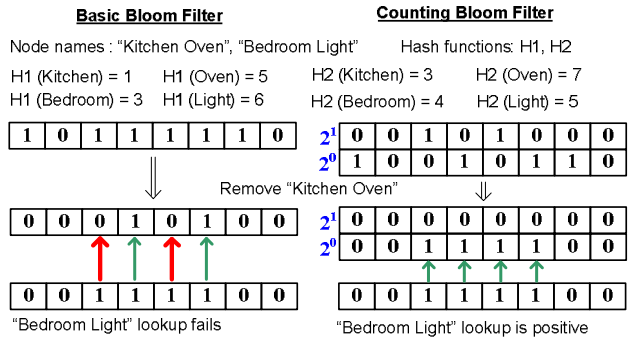 Basic Bloom Filter Counting Bloom Filter
Node names : “Kitchen Oven”, “Bedroom Light” Hash functions: H1, H2
H1 (Kitchen) = 1 H1 (Oven) = 5 H2 (Kitchen) = 3 H2 (Oven) = 7
H1 (Bedroom) = 3 H1 (Light) = 6 H2 (Bedroom) = 4 H2 (Light) = 5
1 0 1 1 1 1 1 0
2¹ 0 0 1 0 1 0 0 0
2⁰ 1 0 0 1 0 1 1 0
Remove “Kitchen Oven”
0 0 0 1 0 1 0 0
2¹ 0 0 0 0 0 0 0 0
2⁰ 0 0 1 1 1 1 0 0
0 0 1 1 1 1 0 0
0 0 1 1 1 1 0 0
“Bedroom Light” lookup fails
“Bedroom Light” lookup is positive